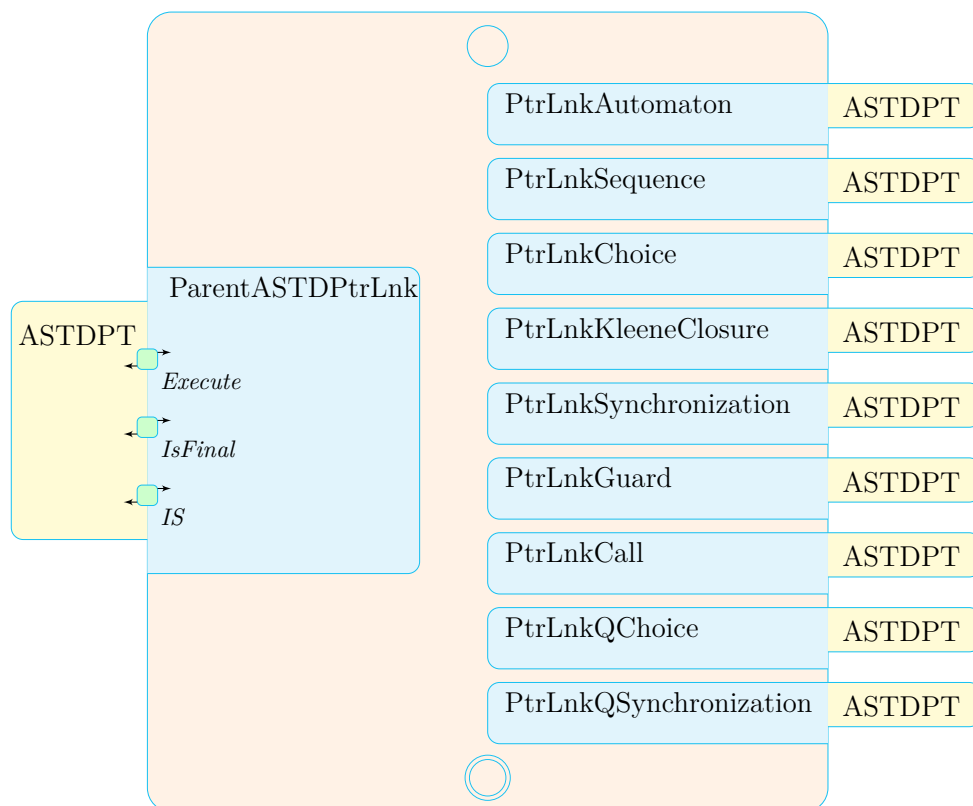 PtrLnkAutomaton ASTDPT
PtrLnkSequence ASTDPT
PtrLnkChoice ASTDPT
ParentASTDPtrLnk
ASTDPT
PtrLnkKleeneClosure ASTDPT
Execute
PtrLnkSynchronization ASTDPT
IsFinal
PtrLnkGuard ASTDPT
IS
PtrLnkCall ASTDPT
PtrLnkQChoice ASTDPT
PtrLnkQSynchronization ASTDPT